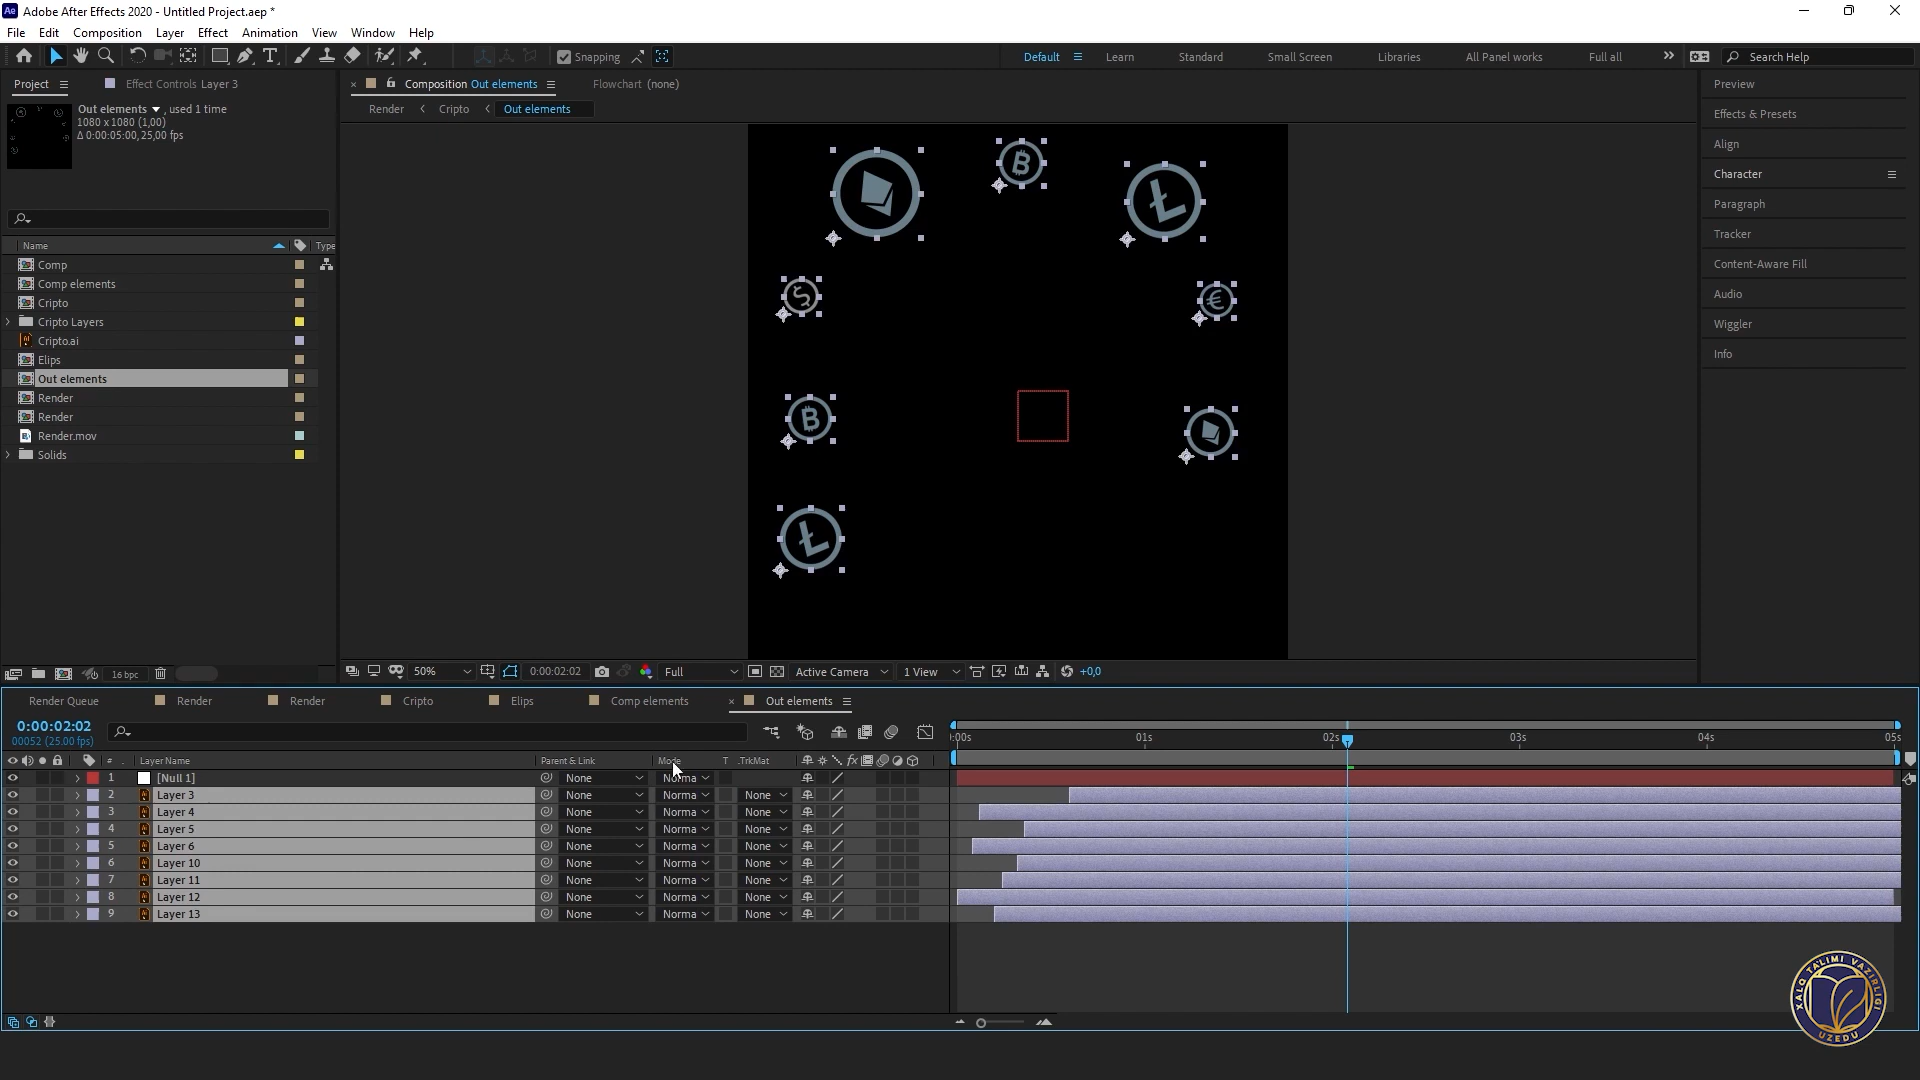 Adobe After Effects 2020 - Untitled Project.aep *
File Edit Composition Layer Effect Animation View Window Help
Snapping
Default Learn Standard Small Screen Libraries All Panel works Full all Search Help
Project Effect Controls Layer 3
Composition Out elements Flowchart (none)
Render Cripto Out elements
Out elements , used 1 time
1080 x 1080 (1,00)
Δ 0:00:05:00, 25,00 fps
Name Type
Comp
Comp elements
Cripto
Cripto Layers
Cripto.ai
Elips
Out elements
Render
Render
Render.mov
Solids
16 bpc
Preview
Effects & Presets
Align
Character
Paragraph
Tracker
Content-Aware Fill
Audio
Wiggler
Info
50% 0:00:02:02 Full Active Camera 1 View +0,0
Render Queue Render Render Cripto Elips Comp elements Out elements
0:00:02:02
00052 (25.00 fps)
:00s 01s 02s 03s 04s 05s
# Layer Name Parent & Link Mode T .TrkMat
1 [Null 1] None Norma
2 Layer 3 None Norma None
3 Layer 4 None Norma None
4 Layer 5 None Norma None
5 Layer 6 None Norma None
6 Layer 10 None Norma None
7 Layer 11 None Norma None
8 Layer 12 None Norma None
9 Layer 13 None Norma None
XALQ TA'LIMI VAZIRLIGI
UZEDU